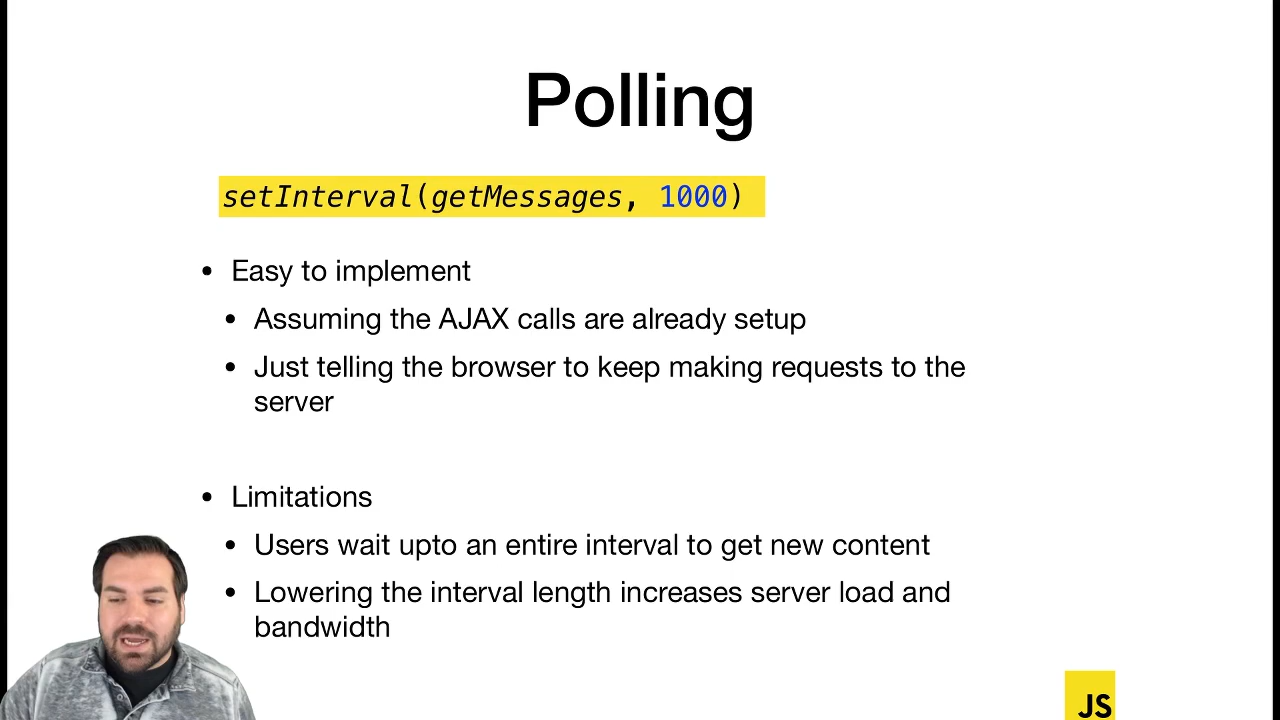 Polling
setInterval(getMessages, 1000)
• Easy to implement
• Assuming the AJAX calls are already setup
• Just telling the browser to keep making requests to the
server
• Limitations
• Users wait upto an entire interval to get new content
• Lowering the interval length increases server load and
bandwidth
JS